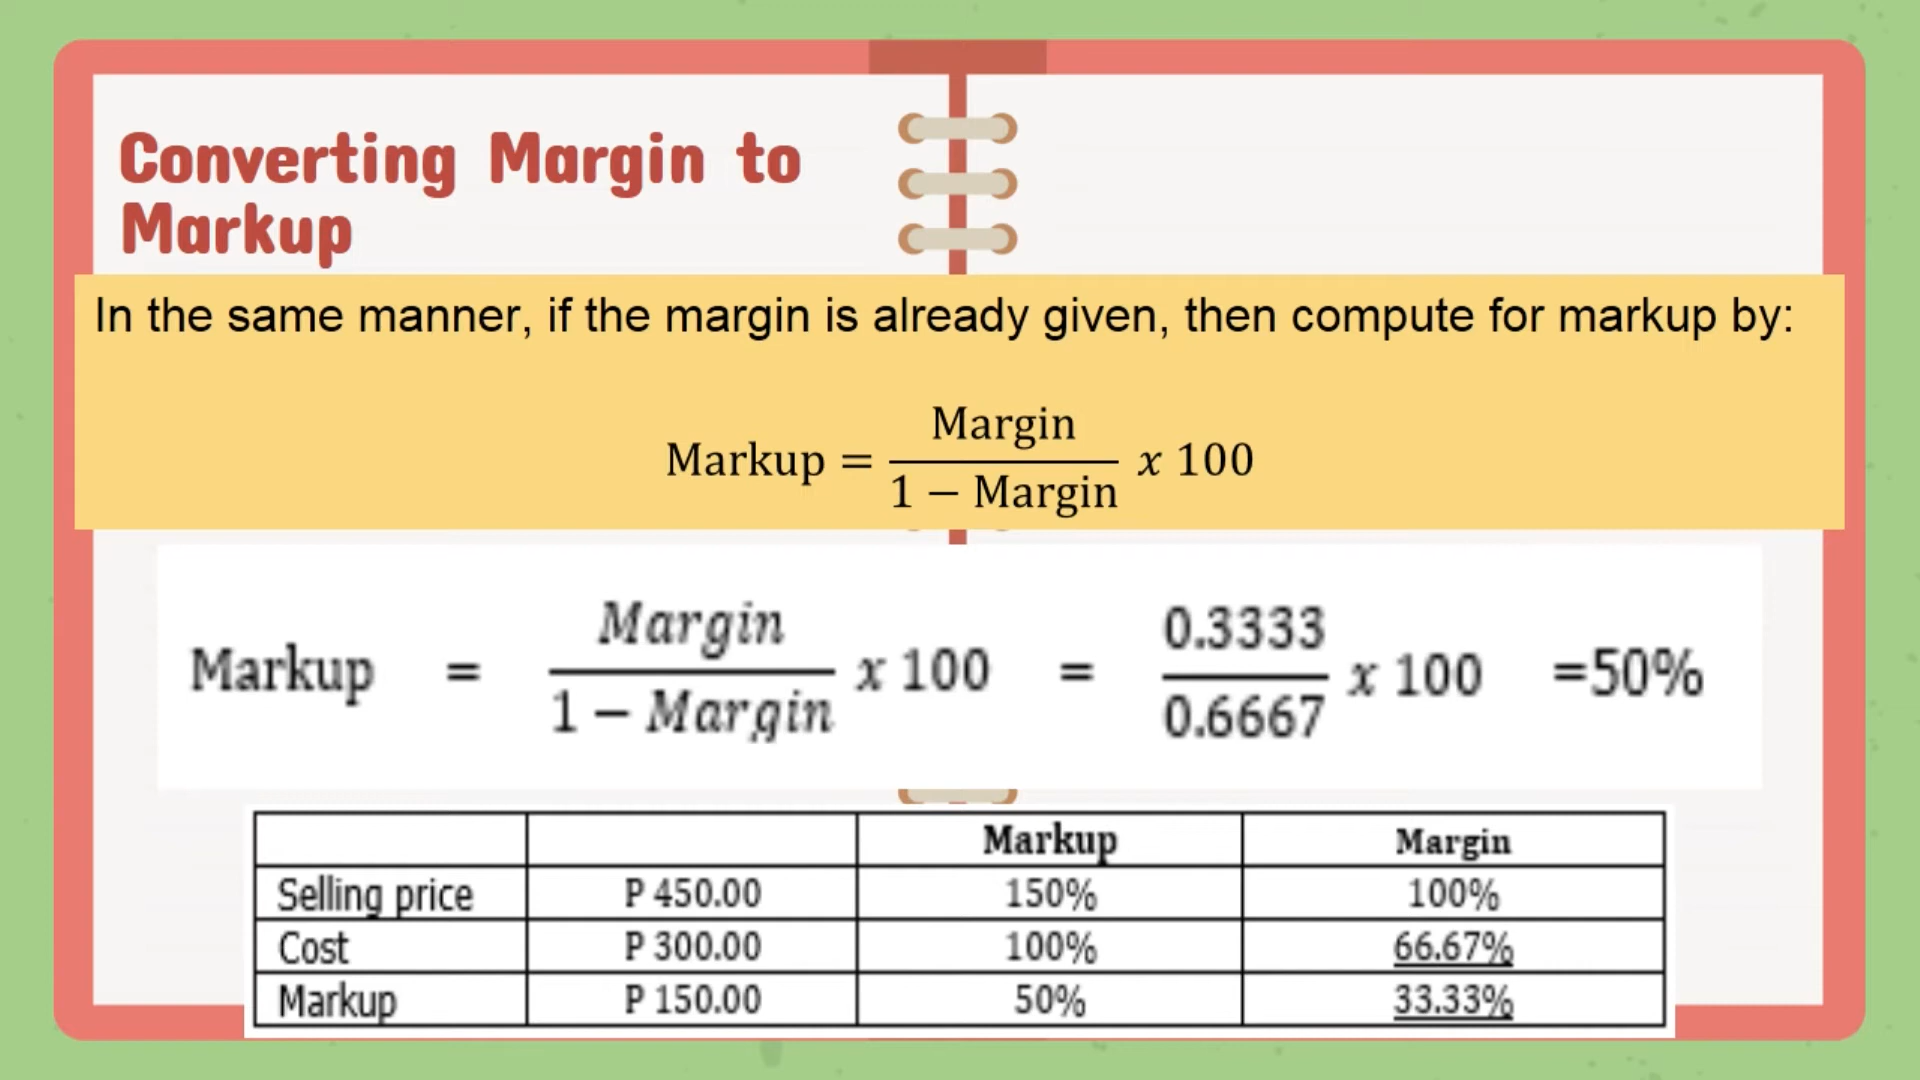 Converting Margin to
Markup
In the same manner, if the margin is already given, then compute for markup by:
Markup = Margin / 1 − Margin x 100
Markup = Margin / 1 − Margin x 100 = 0.3333 / 0.6667 x 100 =50%
Markup Margin
Selling price P 450.00 150% 100%
Cost P 300.00 100% 66.67%
Markup P 150.00 50% 33.33%